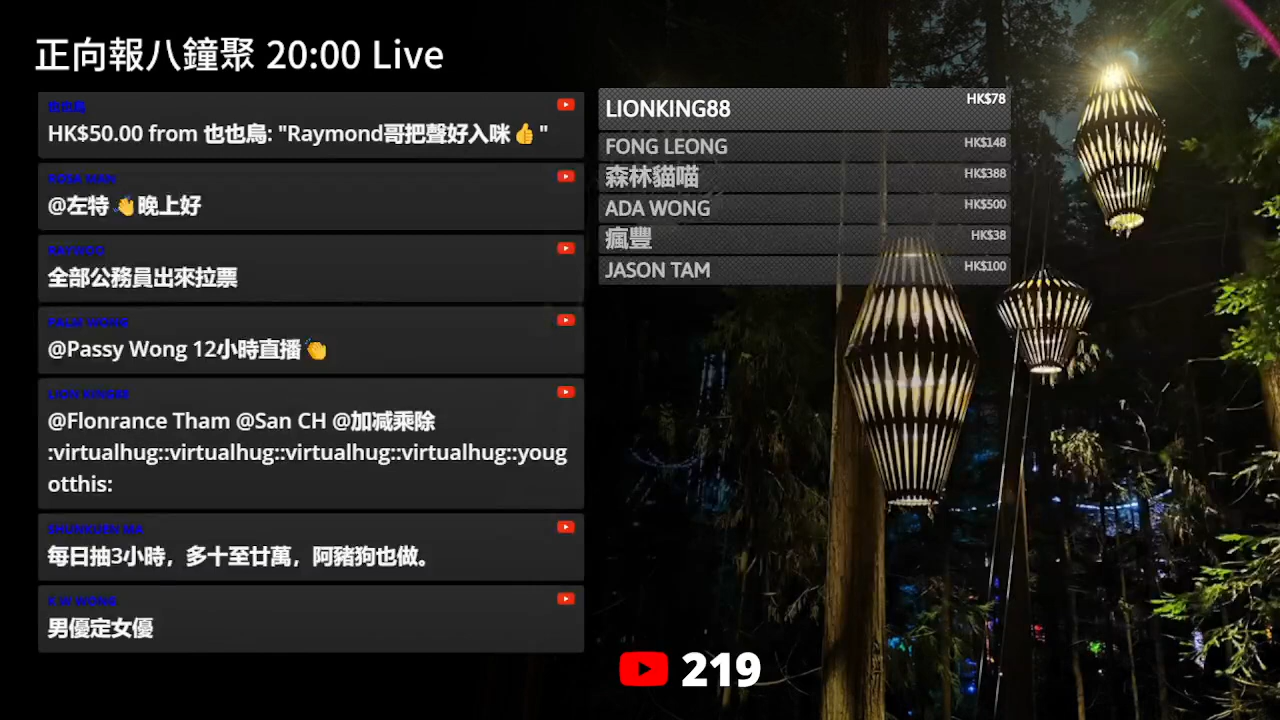 正向報八鐘聚 20:00 Live
也也烏
HK$50.00 from 也也烏: "Raymond哥把聲好入咪👍"
@左特👋晚上好
全部公務員出來拉票
@Passy Wong 12小時直播👏
@Flonrance Tham @San CH @加减乘除
:virtualhug::virtualhug::virtualhug::virtualhug::youg
otthis:
每日抽3小時，多十至廿萬，阿豬狗也做。
男優定女優
LIONKING88 HK$78
FONG LEONG HK$148
森林貓喵 HK$388
ADA WONG HK$500
瘋豐 HK$38
JASON TAM HK$100
219